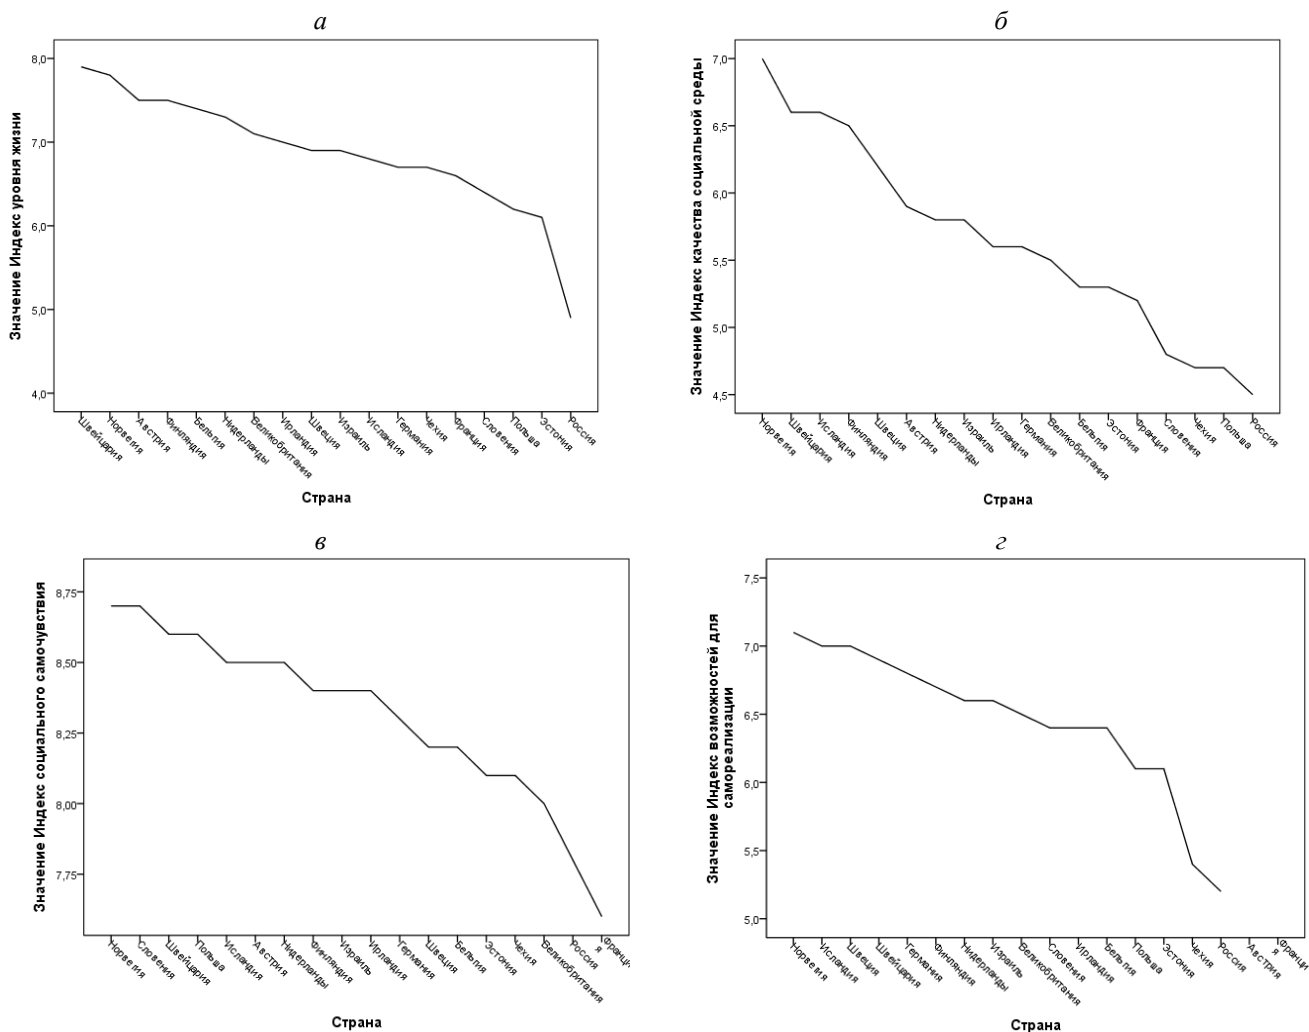 а
Значение Индекс уровня жизни
8,0
7,0
6,0
5,0
4,0
Швейцария
Норвегия
Австрия
Финляндия
Бельгия
Нидерланды
Великобритания
Ирландия
Швеция
Израиль
Исландия
Германия
Чехия
Франция
Словения
Польша
Эстония
Россия
Страна
б
Значение Индекс качества социальной среды
7,0
6,5
6,0
5,5
5,0
4,5
Норвегия
Швейцария
Исландия
Финляндия
Швеция
Австрия
Нидерланды
Израиль
Ирландия
Германия
Великобритания
Бельгия
Эстония
Франция
Словения
Чехия
Польша
Россия
Страна
в
Значение Индекс социального самочувствия
8,75
8,50
8,25
8,00
7,75
Норвегия
Словения
Швейцария
Польша
Исландия
Австрия
Нидерланды
Финляндия
Израиль
Ирландия
Германия
Швеция
Бельгия
Эстония
Чехия
Великобритания
Россия
Франци
я
Страна
г
Значение Индекс возможностей для
самореализации
7,5
7,0
6,5
6,0
5,5
5,0
Норвегия
Исландия
Швеция
Швейцария
Германия
Финляндия
Нидерланды
Израиль
Великобритания
Словения
Ирландия
Бельгия
Польша
Эстония
Чехия
Россия
Австрия
Франци
я
Страна